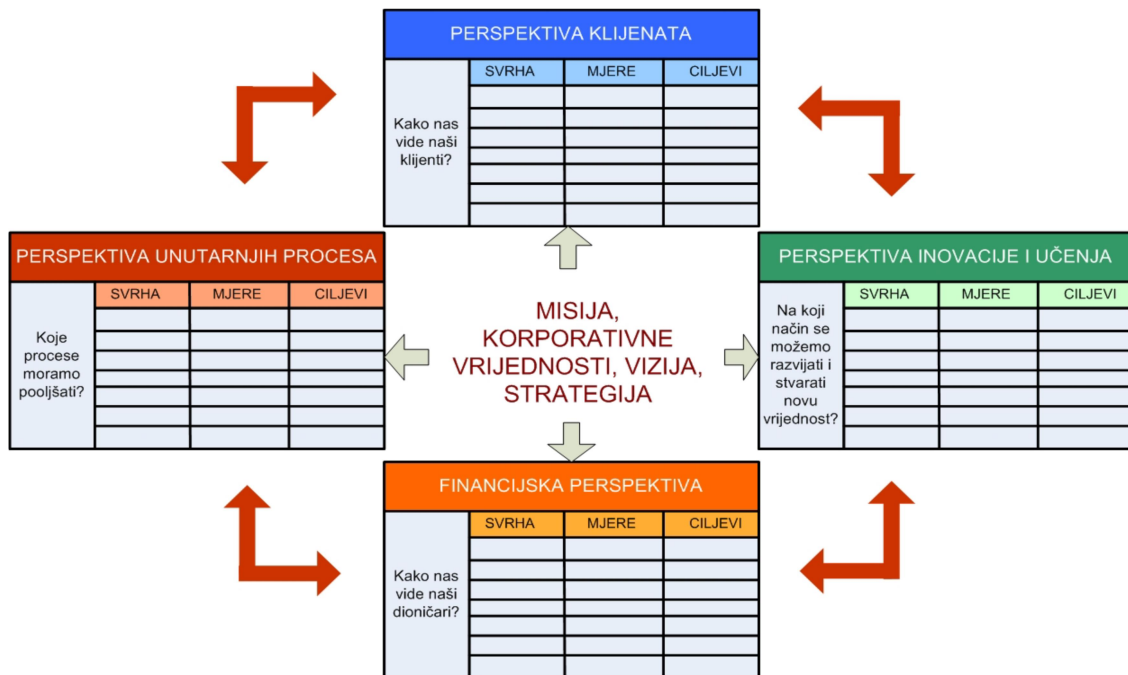 PERSPEKTIVA KLIJENATA
SVRHA MJERE CILJEVI
Kako nas
vide naši
klijenti?
PERSPEKTIVA UNUTARNJIH PROCESA
SVRHA MJERE CILJEVI
Koje
procese
moramo
pooljšati?
MISIJA,
KORPORATIVNE
VRIJEDNOSTI, VIZIJA,
STRATEGIJA
PERSPEKTIVA INOVACIJE I UČENJA
SVRHA MJERE CILJEVI
Na koji
način se
možemo
razvijati i
stvarati
novu
vrijednost?
FINANCIJSKA PERSPEKTIVA
SVRHA MJERE CILJEVI
Kako nas
vide naši
dioničari?